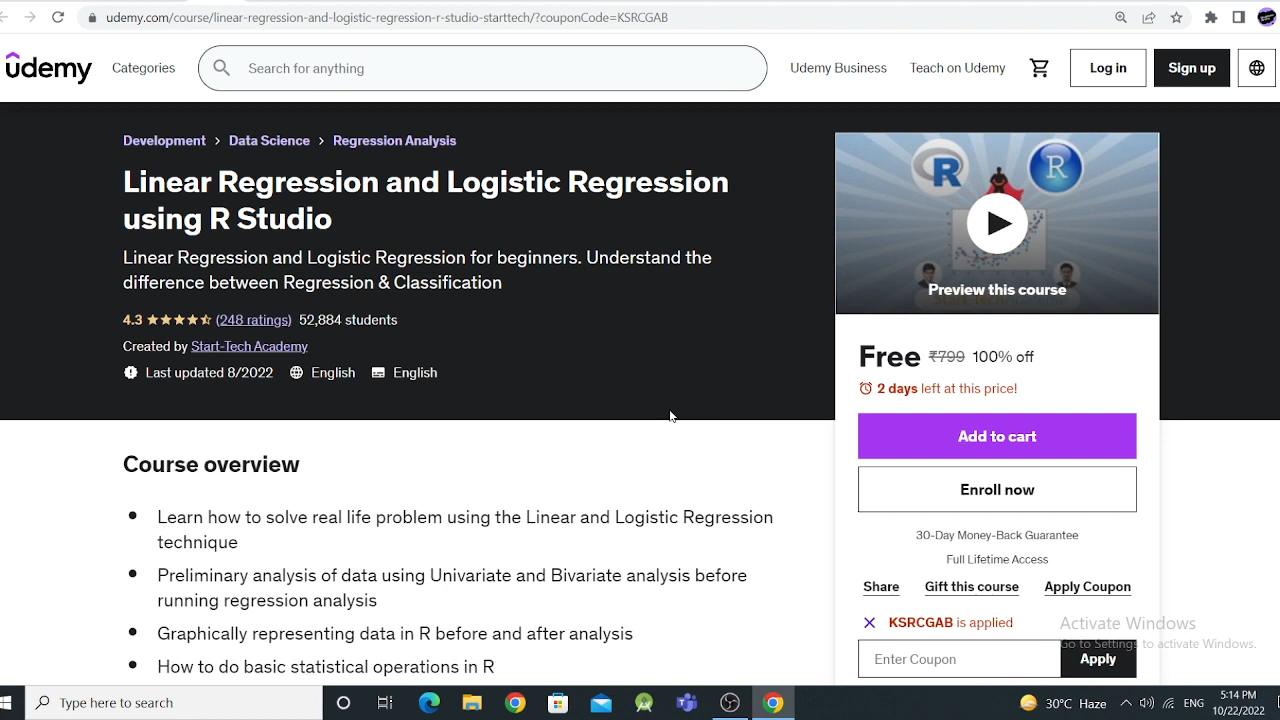 udemy.com/course/linear-regression-and-logistic-regression-r-studio-starttech/?couponCode=KSRCGAB
ûdemy
Categories
Search for anything
Udemy Business
Teach on Udemy
Log in
Sign up
Development > Data Science > Regression Analysis
Linear Regression and Logistic Regression
using R Studio
Linear Regression and Logistic Regression for beginners. Understand the
difference between Regression & Classification
4.3 (248 ratings) 52,884 students
Created by Start-Tech Academy
Last updated 8/2022 English English
R R
Preview this course
Free ₹799 100% off
2 days left at this price!
Add to cart
Enroll now
30-Day Money-Back Guarantee
Full Lifetime Access
Share Gift this course Apply Coupon
KSRCGAB is applied
Enter Coupon
Apply
Course overview
Learn how to solve real life problem using the Linear and Logistic Regression
technique
Preliminary analysis of data using Univariate and Bivariate analysis before
running regression analysis
Graphically representing data in R before and after analysis
How to do basic statistical operations in R
Activate Windows
Go to Settings to activate Windows.
Type here to search
30°C Haze
ENG
5:14 PM
10/22/2022